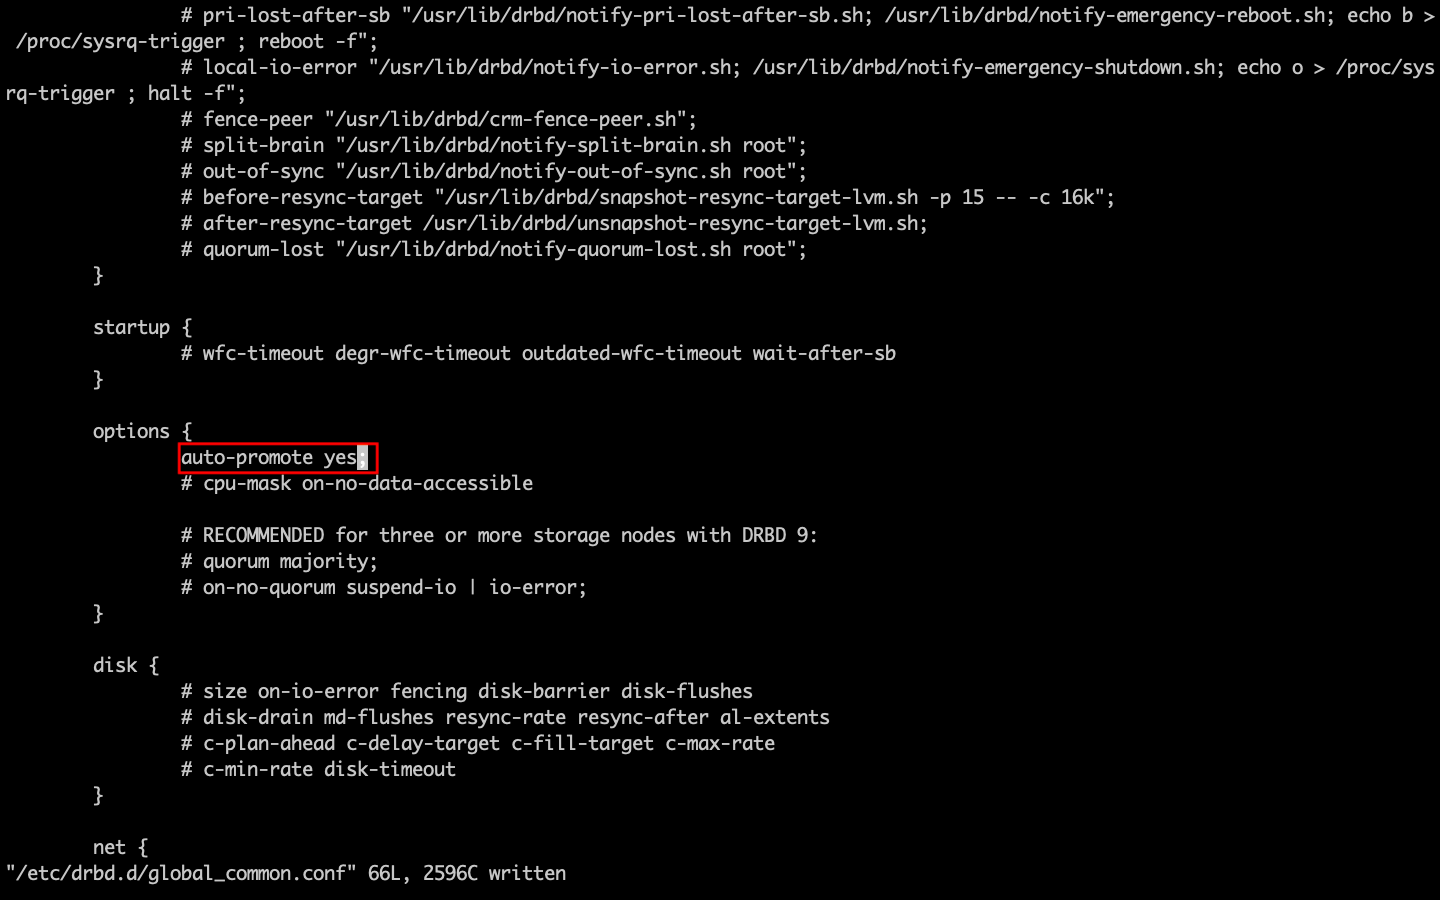 # pri-lost-after-sb "/usr/lib/drbd/notify-pri-lost-after-sb.sh; /usr/lib/drbd/notify-emergency-reboot.sh; echo b >
/proc/sysrq-trigger ; reboot -f";
# local-io-error "/usr/lib/drbd/notify-io-error.sh; /usr/lib/drbd/notify-emergency-shutdown.sh; echo o > /proc/sys
rq-trigger ; halt -f";
# fence-peer "/usr/lib/drbd/crm-fence-peer.sh";
# split-brain "/usr/lib/drbd/notify-split-brain.sh root";
# out-of-sync "/usr/lib/drbd/notify-out-of-sync.sh root";
# before-resync-target "/usr/lib/drbd/snapshot-resync-target-lvm.sh -p 15 -- -c 16k";
# after-resync-target /usr/lib/drbd/unsnapshot-resync-target-lvm.sh;
# quorum-lost "/usr/lib/drbd/notify-quorum-lost.sh root";
}
startup {
# wfc-timeout degr-wfc-timeout outdated-wfc-timeout wait-after-sb
}
options {
auto-promote yes;
# cpu-mask on-no-data-accessible
# RECOMMENDED for three or more storage nodes with DRBD 9:
# quorum majority;
# on-no-quorum suspend-io | io-error;
}
disk {
# size on-io-error fencing disk-barrier disk-flushes
# disk-drain md-flushes resync-rate resync-after al-extents
# c-plan-ahead c-delay-target c-fill-target c-max-rate
# c-min-rate disk-timeout
}
net {
"/etc/drbd.d/global_common.conf" 66L, 2596C written